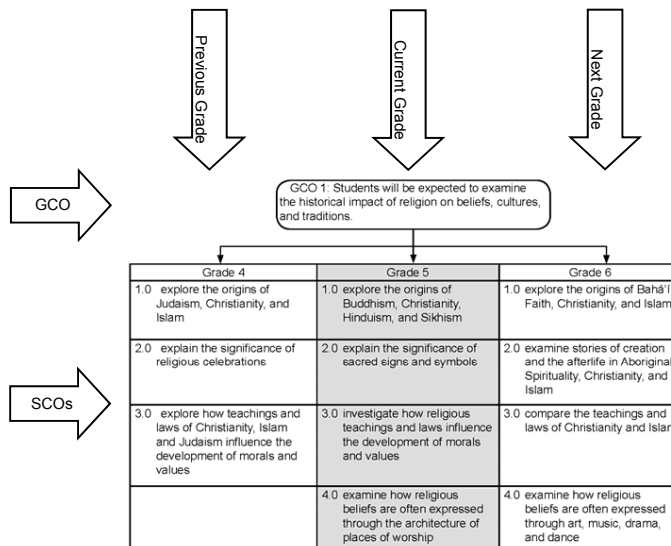 Previous Grade
Current Grade
Next Grade
GCO
GCO 1: Students will be expected to examine
the historical impact of religion on beliefs, cultures,
and traditions.
Grade 4
Grade 5
Grade 6
1.0 explore the origins of
Judaism, Christianity, and
Islam
1.0 explore the origins of
Buddhism, Christianity,
Hinduism, and Sikhism
1.0 explore the origins of Bahá'í
Faith, Christianity, and Islam
SCOs
2.0 explain the significance of
religious celebrations
2.0 explain the significance of
sacred signs and symbols
2.0 examine stories of creation
and the afterlife in Aboriginal
Spirituality, Christianity, and
Islam
3.0 explore how teachings and
laws of Christianity, Islam
and Judaism influence the
development of morals and
values
3.0 investigate how religious
teachings and laws influence
the development of morals
and values
3.0 compare the teachings and
laws of Christianity and Islam
4.0 examine how religious
beliefs are often expressed
through the architecture of
places of worship
4.0 examine how religious
beliefs are often expressed
through art, music, drama,
and dance